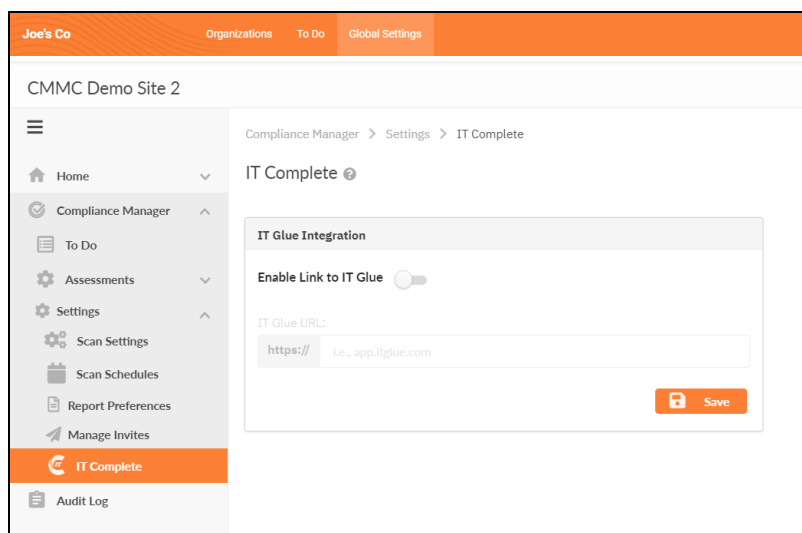 Joe's Co Organizations To Do Global Settings
CMMC Demo Site 2
Compliance Manager > Settings > IT Complete
Home
IT Complete
Compliance Manager
To Do
IT Glue Integration
Assessments
Enable Link to IT Glue
Settings
IT Glue URL:
Scan Settings
https:// i.e., app.itglue.com
Scan Schedules
Report Preferences
Save
Manage Invites
IT Complete
Audit Log